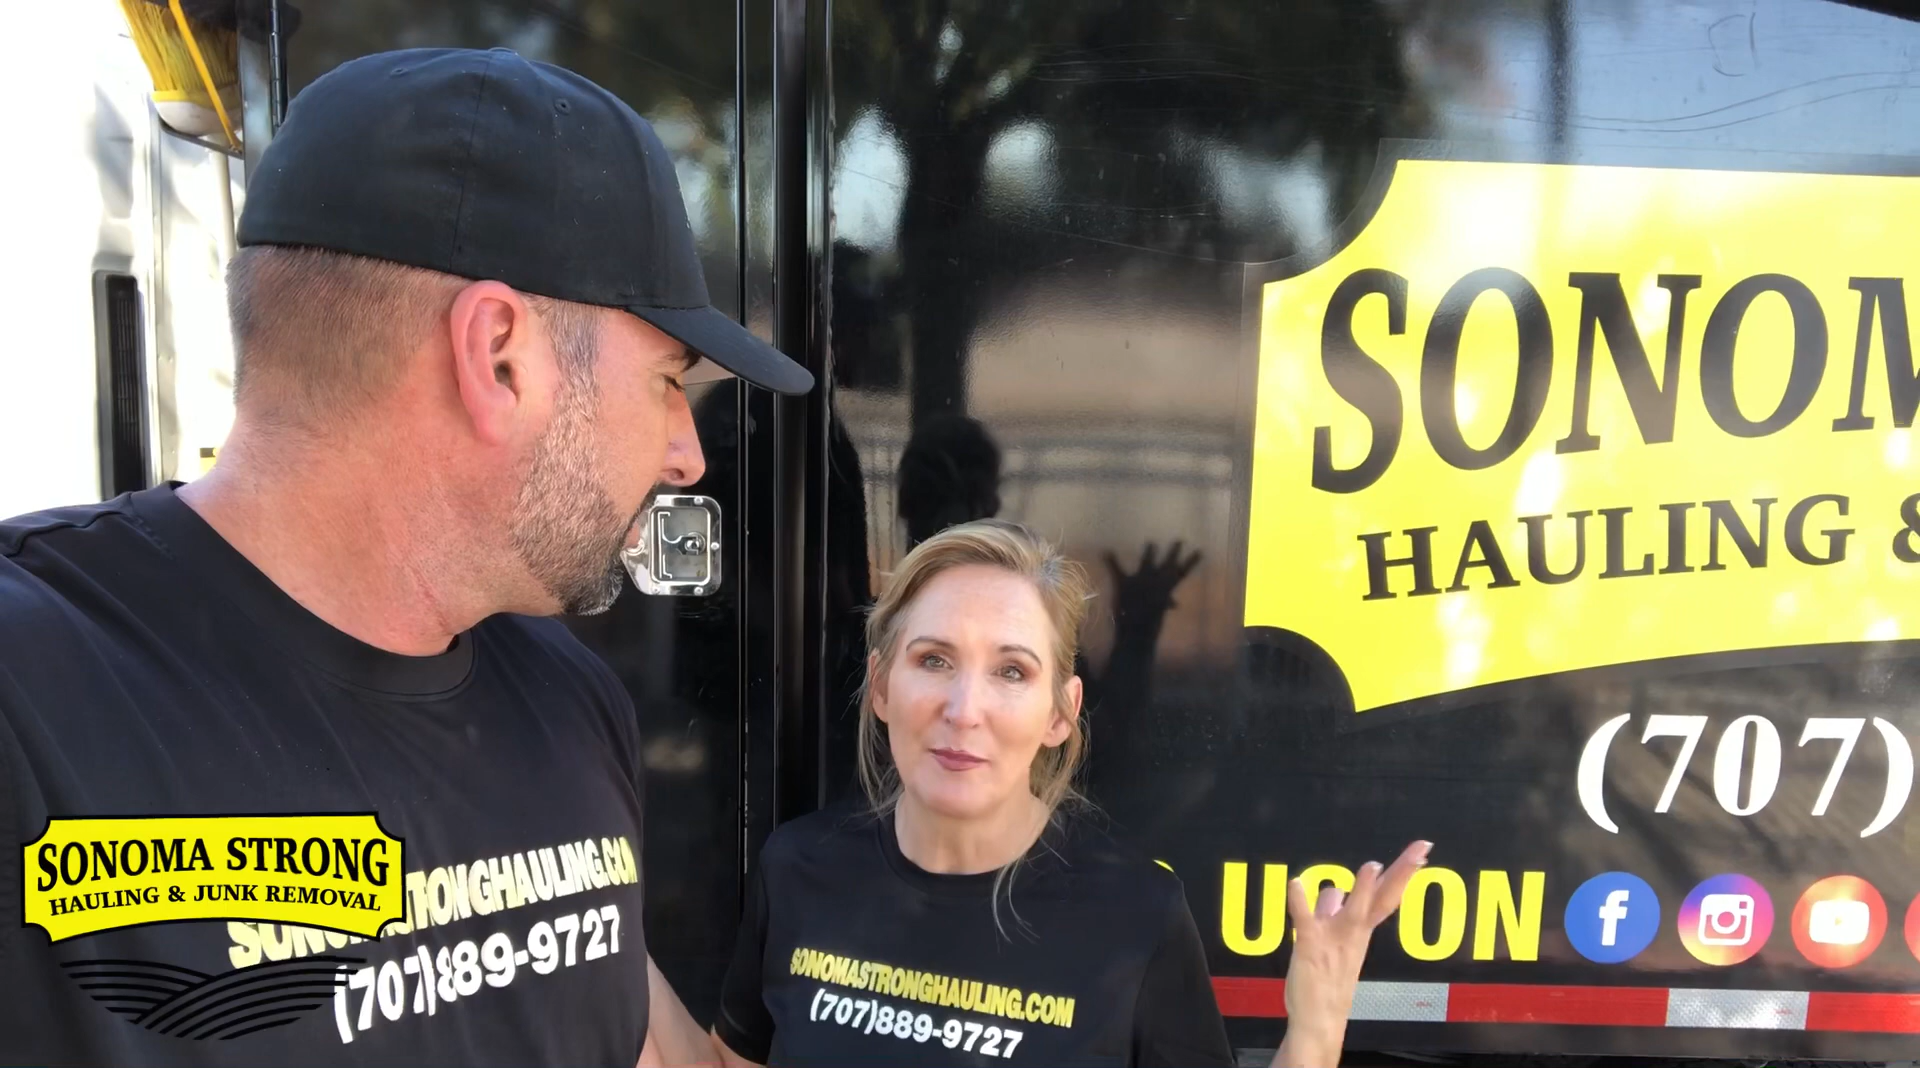 SONOM
HAULING &
(707)
US ON
SONOMA STRONG
HAULING & JUNK REMOVAL
(707)889-9727
SONOMASTRONGHAULING.COM
(707)889-9727